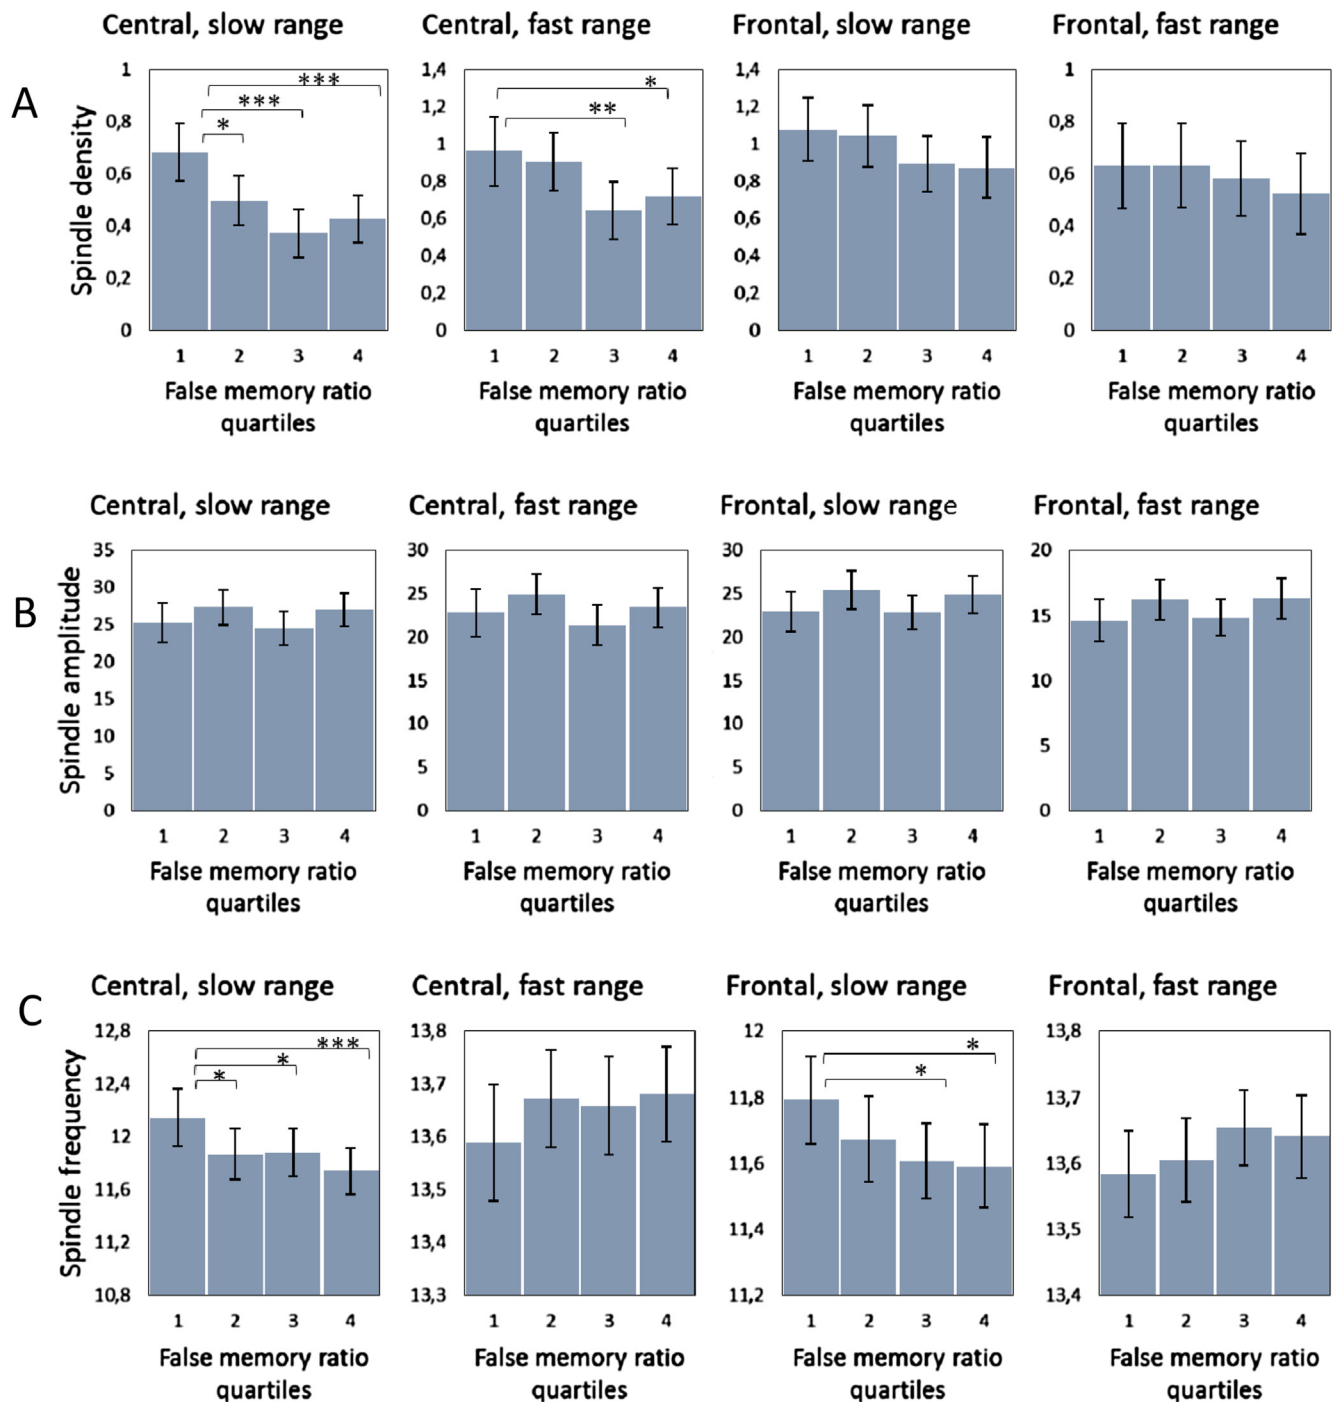 Central, slow range
Central, fast range
Frontal, slow range
Frontal, fast range
A
Spindle density
1
0,8
0,6
0,4
0,2
0
***
***
*
1 2 3 4
False memory ratio
quartiles
1,4
1,2
1
0,8
0,6
0,4
0,2
0
*
**
1 2 3 4
False memory ratio
quartiles
1,4
1,2
1
0,8
0,6
0,4
0,2
0
1 2 3 4
False memory ratio
quartiles
1
0,8
0,6
0,4
0,2
0
1 2 3 4
False memory ratio
quartiles
Central, slow range
Central, fast range
Frontal, slow range
Frontal, fast range
B
Spindle amplitude
35
30
25
20
15
10
5
0
1 2 3 4
False memory ratio
quartiles
30
25
20
15
10
5
0
1 2 3 4
False memory ratio
quartiles
30
25
20
15
10
5
0
1 2 3 4
False memory ratio
quartiles
20
15
10
5
0
1 2 3 4
False memory ratio
quartiles
Central, slow range
Central, fast range
Frontal, slow range
Frontal, fast range
C
Spindle frequency
12,8
12,4
12
11,6
11,2
10,8
***
*
*
1 2 3 4
False memory ratio
quartiles
13,8
13,7
13,6
13,5
13,4
13,3
1 2 3 4
False memory ratio
quartiles
12
11,8
11,6
11,4
11,2
*
*
1 2 3 4
False memory ratio
quartiles
13,8
13,7
13,6
13,5
13,4
1 2 3 4
False memory ratio
quartiles